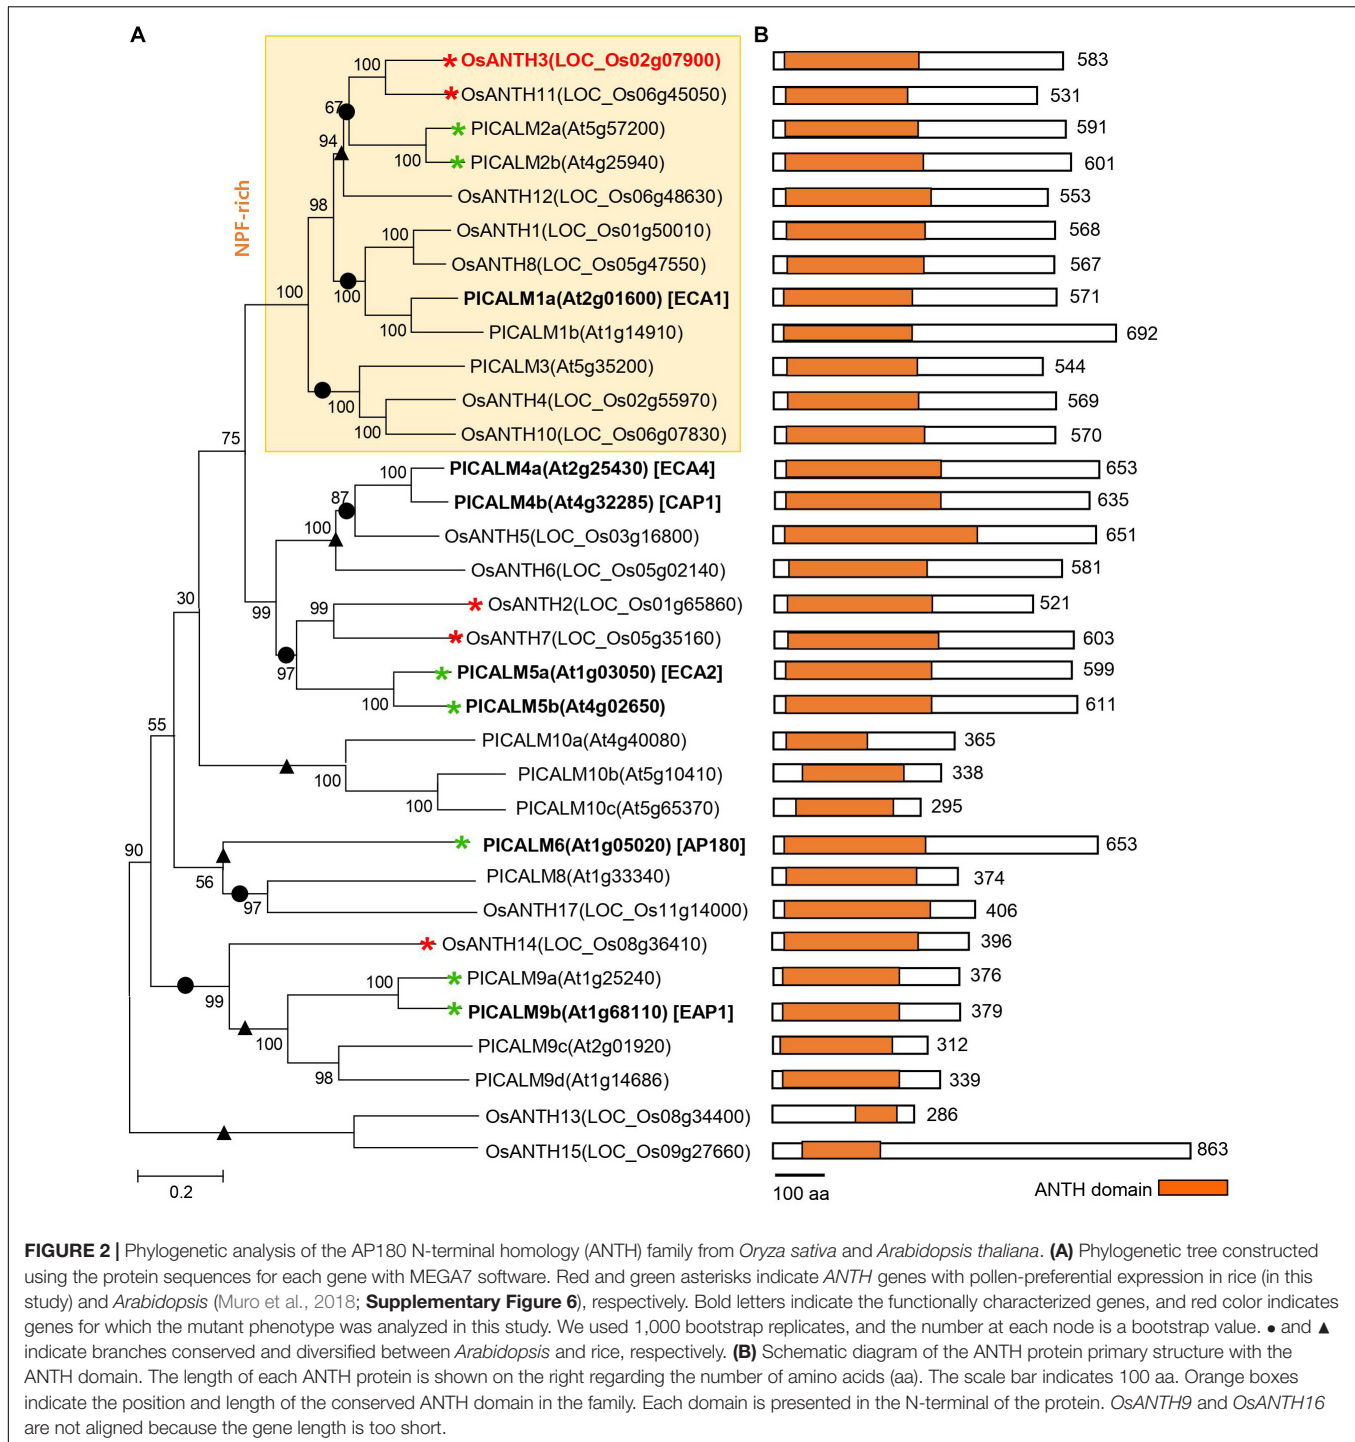 A
B
NPF-rich
OsANTH3(LOC_Os02g07900) 583
OsANTH11(LOC_Os06g45050) 531
PICALM2a(At5g57200) 591
PICALM2b(At4g25940) 601
OsANTH12(LOC_Os06g48630) 553
OsANTH1(LOC_Os01g50010) 568
OsANTH8(LOC_Os05g47550) 567
PICALM1a(At2g01600) [ECA1] 571
PICALM1b(At1g14910) 692
PICALM3(At5g35200) 544
OsANTH4(LOC_Os02g55970) 569
OsANTH10(LOC_Os06g07830) 570
PICALM4a(At2g25430) [ECA4] 653
PICALM4b(At4g32285) [CAP1] 635
OsANTH5(LOC_Os03g16800) 651
OsANTH6(LOC_Os05g02140) 581
OsANTH2(LOC_Os01g65860) 521
OsANTH7(LOC_Os05g35160) 603
PICALM5a(At1g03050) [ECA2] 599
PICALM5b(At4g02650) 611
PICALM10a(At4g40080) 365
PICALM10b(At5g10410) 338
PICALM10c(At5g65370) 295
PICALM6(At1g05020) [AP180] 653
PICALM8(At1g33340) 374
OsANTH17(LOC_Os11g14000) 406
OsANTH14(LOC_Os08g36410) 396
PICALM9a(At1g25240) 376
PICALM9b(At1g68110) [EAP1] 379
PICALM9c(At2g01920) 312
PICALM9d(At1g14686) 339
OsANTH13(LOC_Os08g34400) 286
OsANTH15(LOC_Os09g27660) 863
100
67
94
100
98
100
100
100
100
100
100
75
100
87
100
30
99
99
97
100
55
100
100
90
56
97
100
99
100
98
0.2
100 aa
ANTH domain
FIGURE 2 | Phylogenetic analysis of the AP180 N-terminal homology (ANTH) family from Oryza sativa and Arabidopsis thaliana. (A) Phylogenetic tree constructed
using the protein sequences for each gene with MEGA7 software. Red and green asterisks indicate ANTH genes with pollen-preferential expression in rice (in this
study) and Arabidopsis (Muro et al., 2018; Supplementary Figure 6), respectively. Bold letters indicate the functionally characterized genes, and red color indicates
genes for which the mutant phenotype was analyzed in this study. We used 1,000 bootstrap replicates, and the number at each node is a bootstrap value. ● and ▲
indicate branches conserved and diversified between Arabidopsis and rice, respectively. (B) Schematic diagram of the ANTH protein primary structure with the
ANTH domain. The length of each ANTH protein is shown on the right regarding the number of amino acids (aa). The scale bar indicates 100 aa. Orange boxes
indicate the position and length of the conserved ANTH domain in the family. Each domain is presented in the N-terminal of the protein. OsANTH9 and OsANTH16
are not aligned because the gene length is too short.